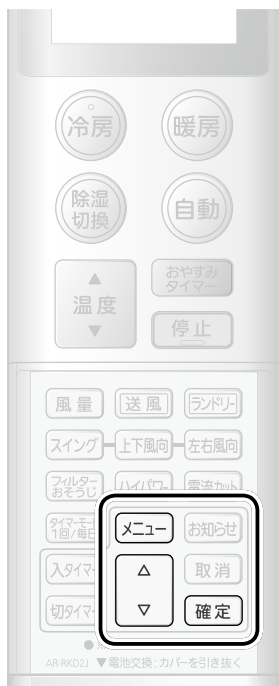 冷房 暖房
除湿
切換
自動
▲
温度
▼
おやすみ
タイマー
停止
風量 送風 ランドリー
スイング 上下風向 左右風向
フィルター
おそうじ
ハイパワー 電流カット
タイマーモード
1回/毎日
メニュー お知らせ
入タイマ △ 取消
切タイマ ▽ 確定
AR-RKD2J ▼電池交換:カバーを引き抜く